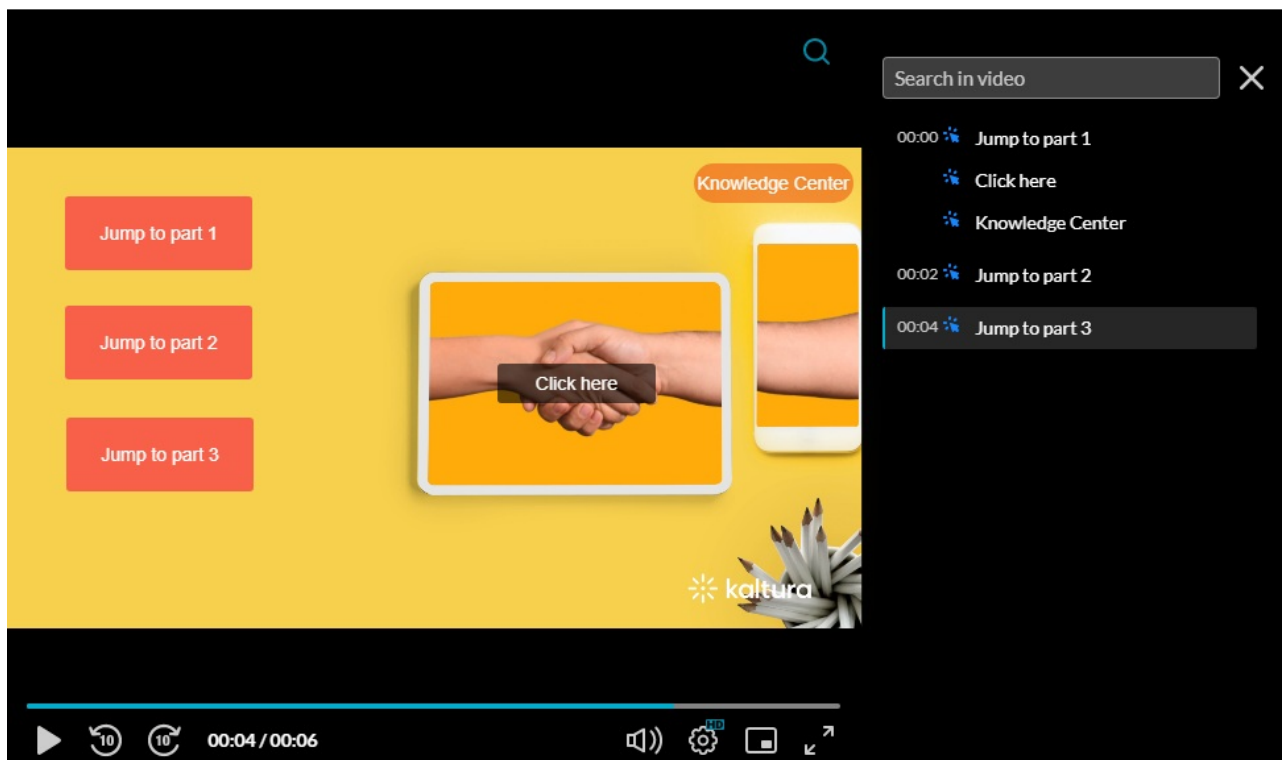 Search in video
00:00 Jump to part 1
Click here
Knowledge Center
00:02 Jump to part 2
00:04 Jump to part 3
Knowledge Center
Jump to part 1
Jump to part 2
Click here
Jump to part 3
kaltura
10 10 00:04 / 00:06 HD